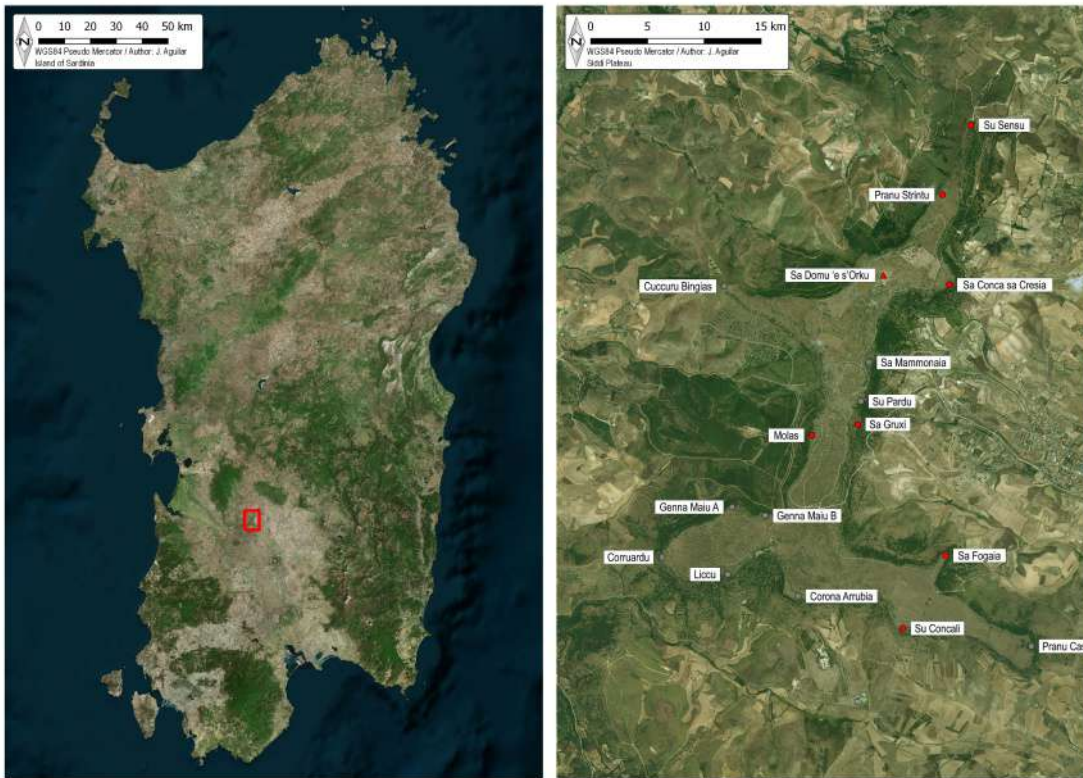 0 10 20 30 40 50 km
N
WGS84 Pseudo Mercator / Author: J. Aguilar
Island of Sardinia
0 5 10 15 km
N
WGS84 Pseudo Mercator / Author: J. Aguilar
Siddi Plateau
Su Sensu
Pranu Strintu
Sa Domu 'e s'Orku
Cuccuru Bingias
Sa Conca sa Cresia
Sa Mammonaia
Su Pardu
Sa Gruxi
Molas
Genna Maiu A
Genna Maiu B
Corruardu
Sa Fogaia
Liccu
Corona Arrubia
Su Concali
Pranu Car